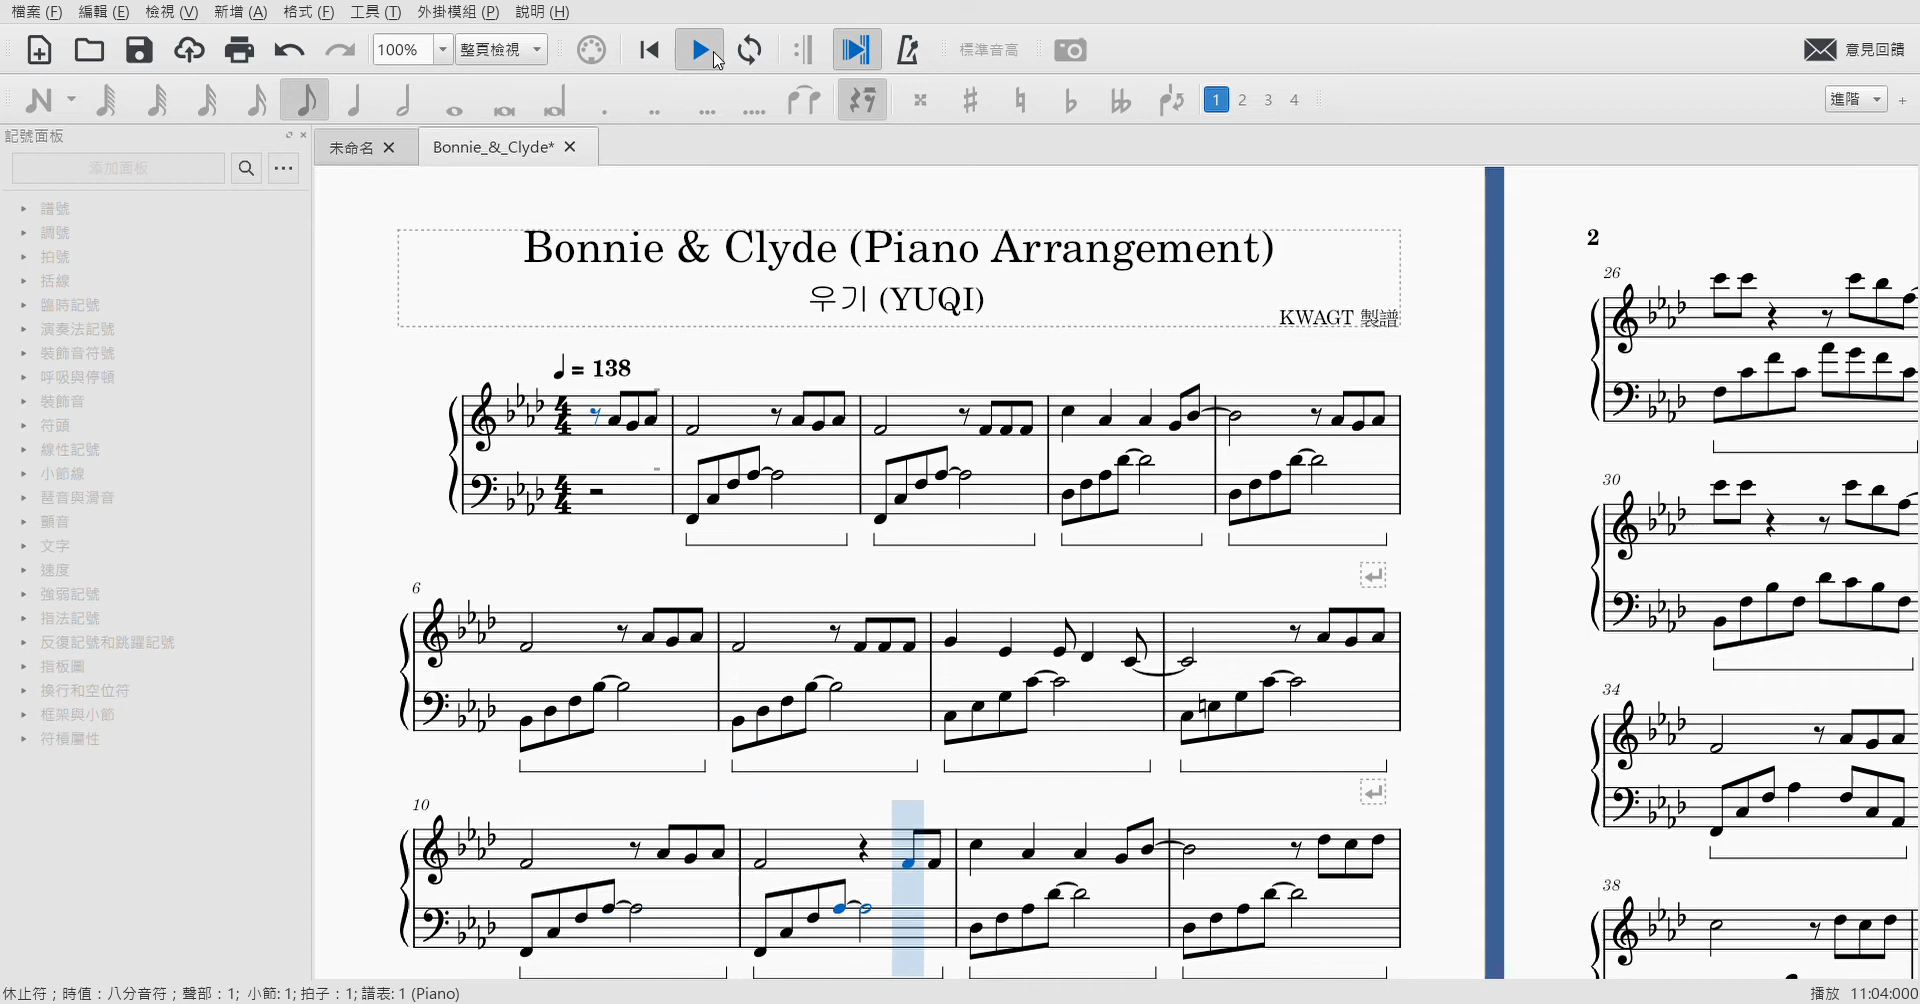 檔案 (F) 編輯 (E) 檢視 (V) 新增 (A) 格式 (F) 工具 (T) 外掛模組 (P) 說明 (H)
100% 整頁檢視 標準音高 意見回饋
1 2 3 4 進階 +
記號面板
未命名 Bonnie_&_Clyde*
添加面板 ...
譜號
調號
拍號
括線
臨時記號
演奏法記號
裝飾音符號
呼吸與停頓
裝飾音
符頭
線性記號
小節線
琶音與滑音
顫音
文字
速度
強弱記號
指法記號
反復記號和跳躍記號
指板圖
換行和空位符
框架與小節
符槓屬性
Bonnie & Clyde (Piano Arrangement)
우기 (YUQI)
KWAGT 製譜
= 138
4 4
4 4
6
10
2
26
30
34
38
休止符；時值：八分音符；聲部：1; 小節: 1; 拍子：1; 譜表: 1 (Piano)
播放 11:04:000